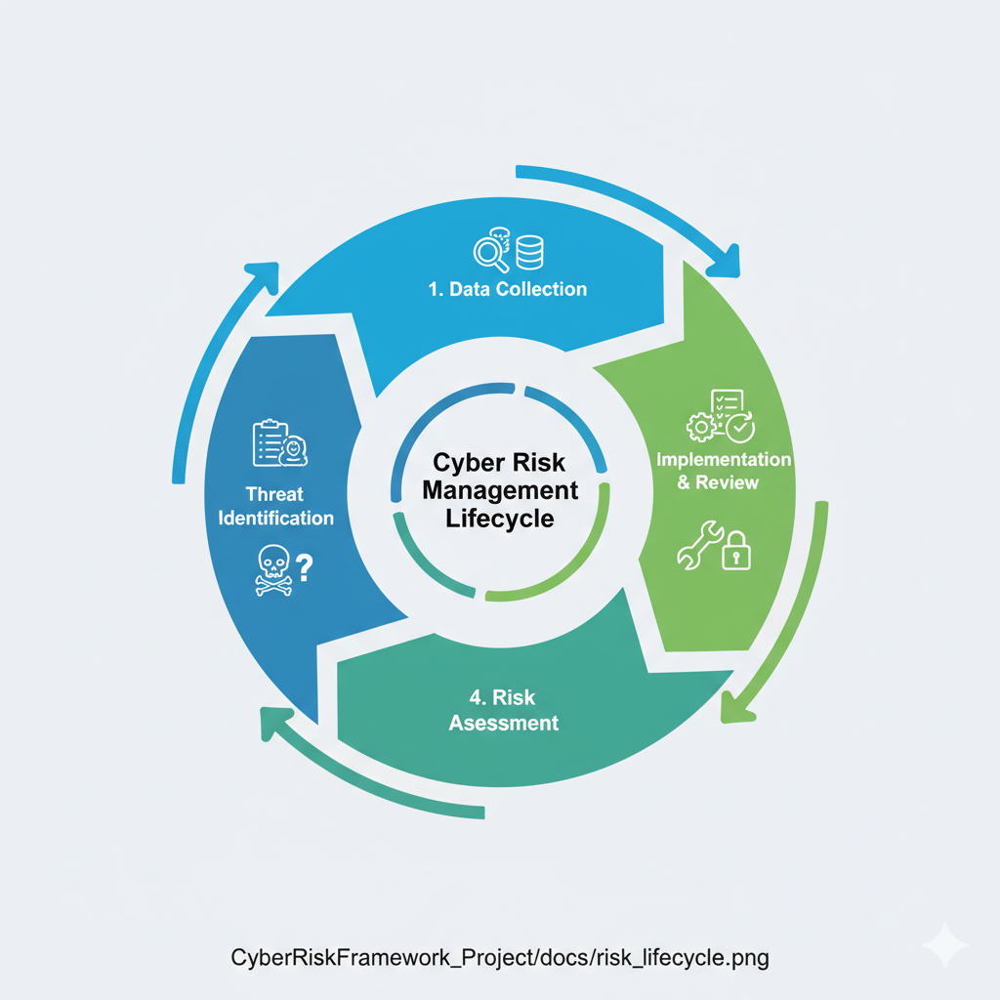 1. Data Collection
Implementation
& Review
Threat
Identification
?
Cyber Risk
Management
Lifecycle
4. Risk
Asessment
CyberRiskFramework_Project/docs/risk_lifecycle.png